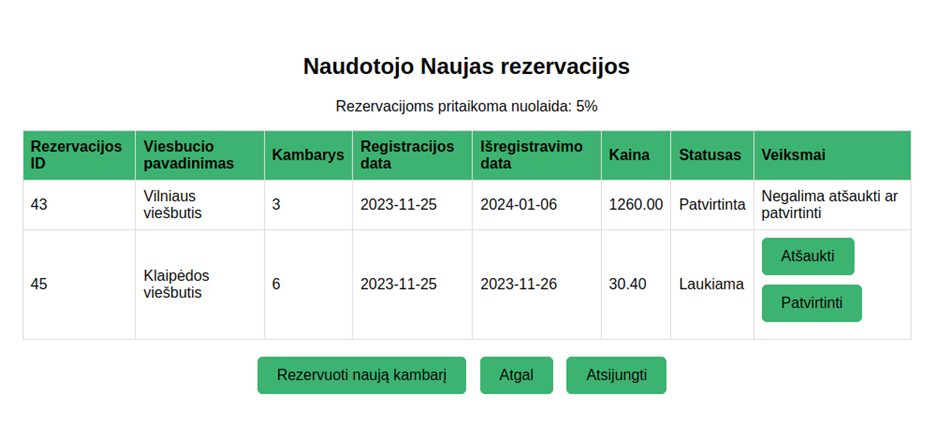 Naudotojo Naujas rezervacijos
Rezervacijoms pritaikoma nuolaida: 5%
Rezervacijos ID Viesbucio pavadinimas Kambarys Registracijos data Išregistravimo data Kaina Statusas Veiksmai
43 Vilniaus viešbutis 3 2023-11-25 2024-01-06 1260.00 Patvirtinta Negalima atšaukti ar patvirtinti
45 Klaipėdos viešbutis 6 2023-11-25 2023-11-26 30.40 Laukiama Atšaukti
Patvirtinti
Rezervuoti naują kambarį Atgal Atsijungti